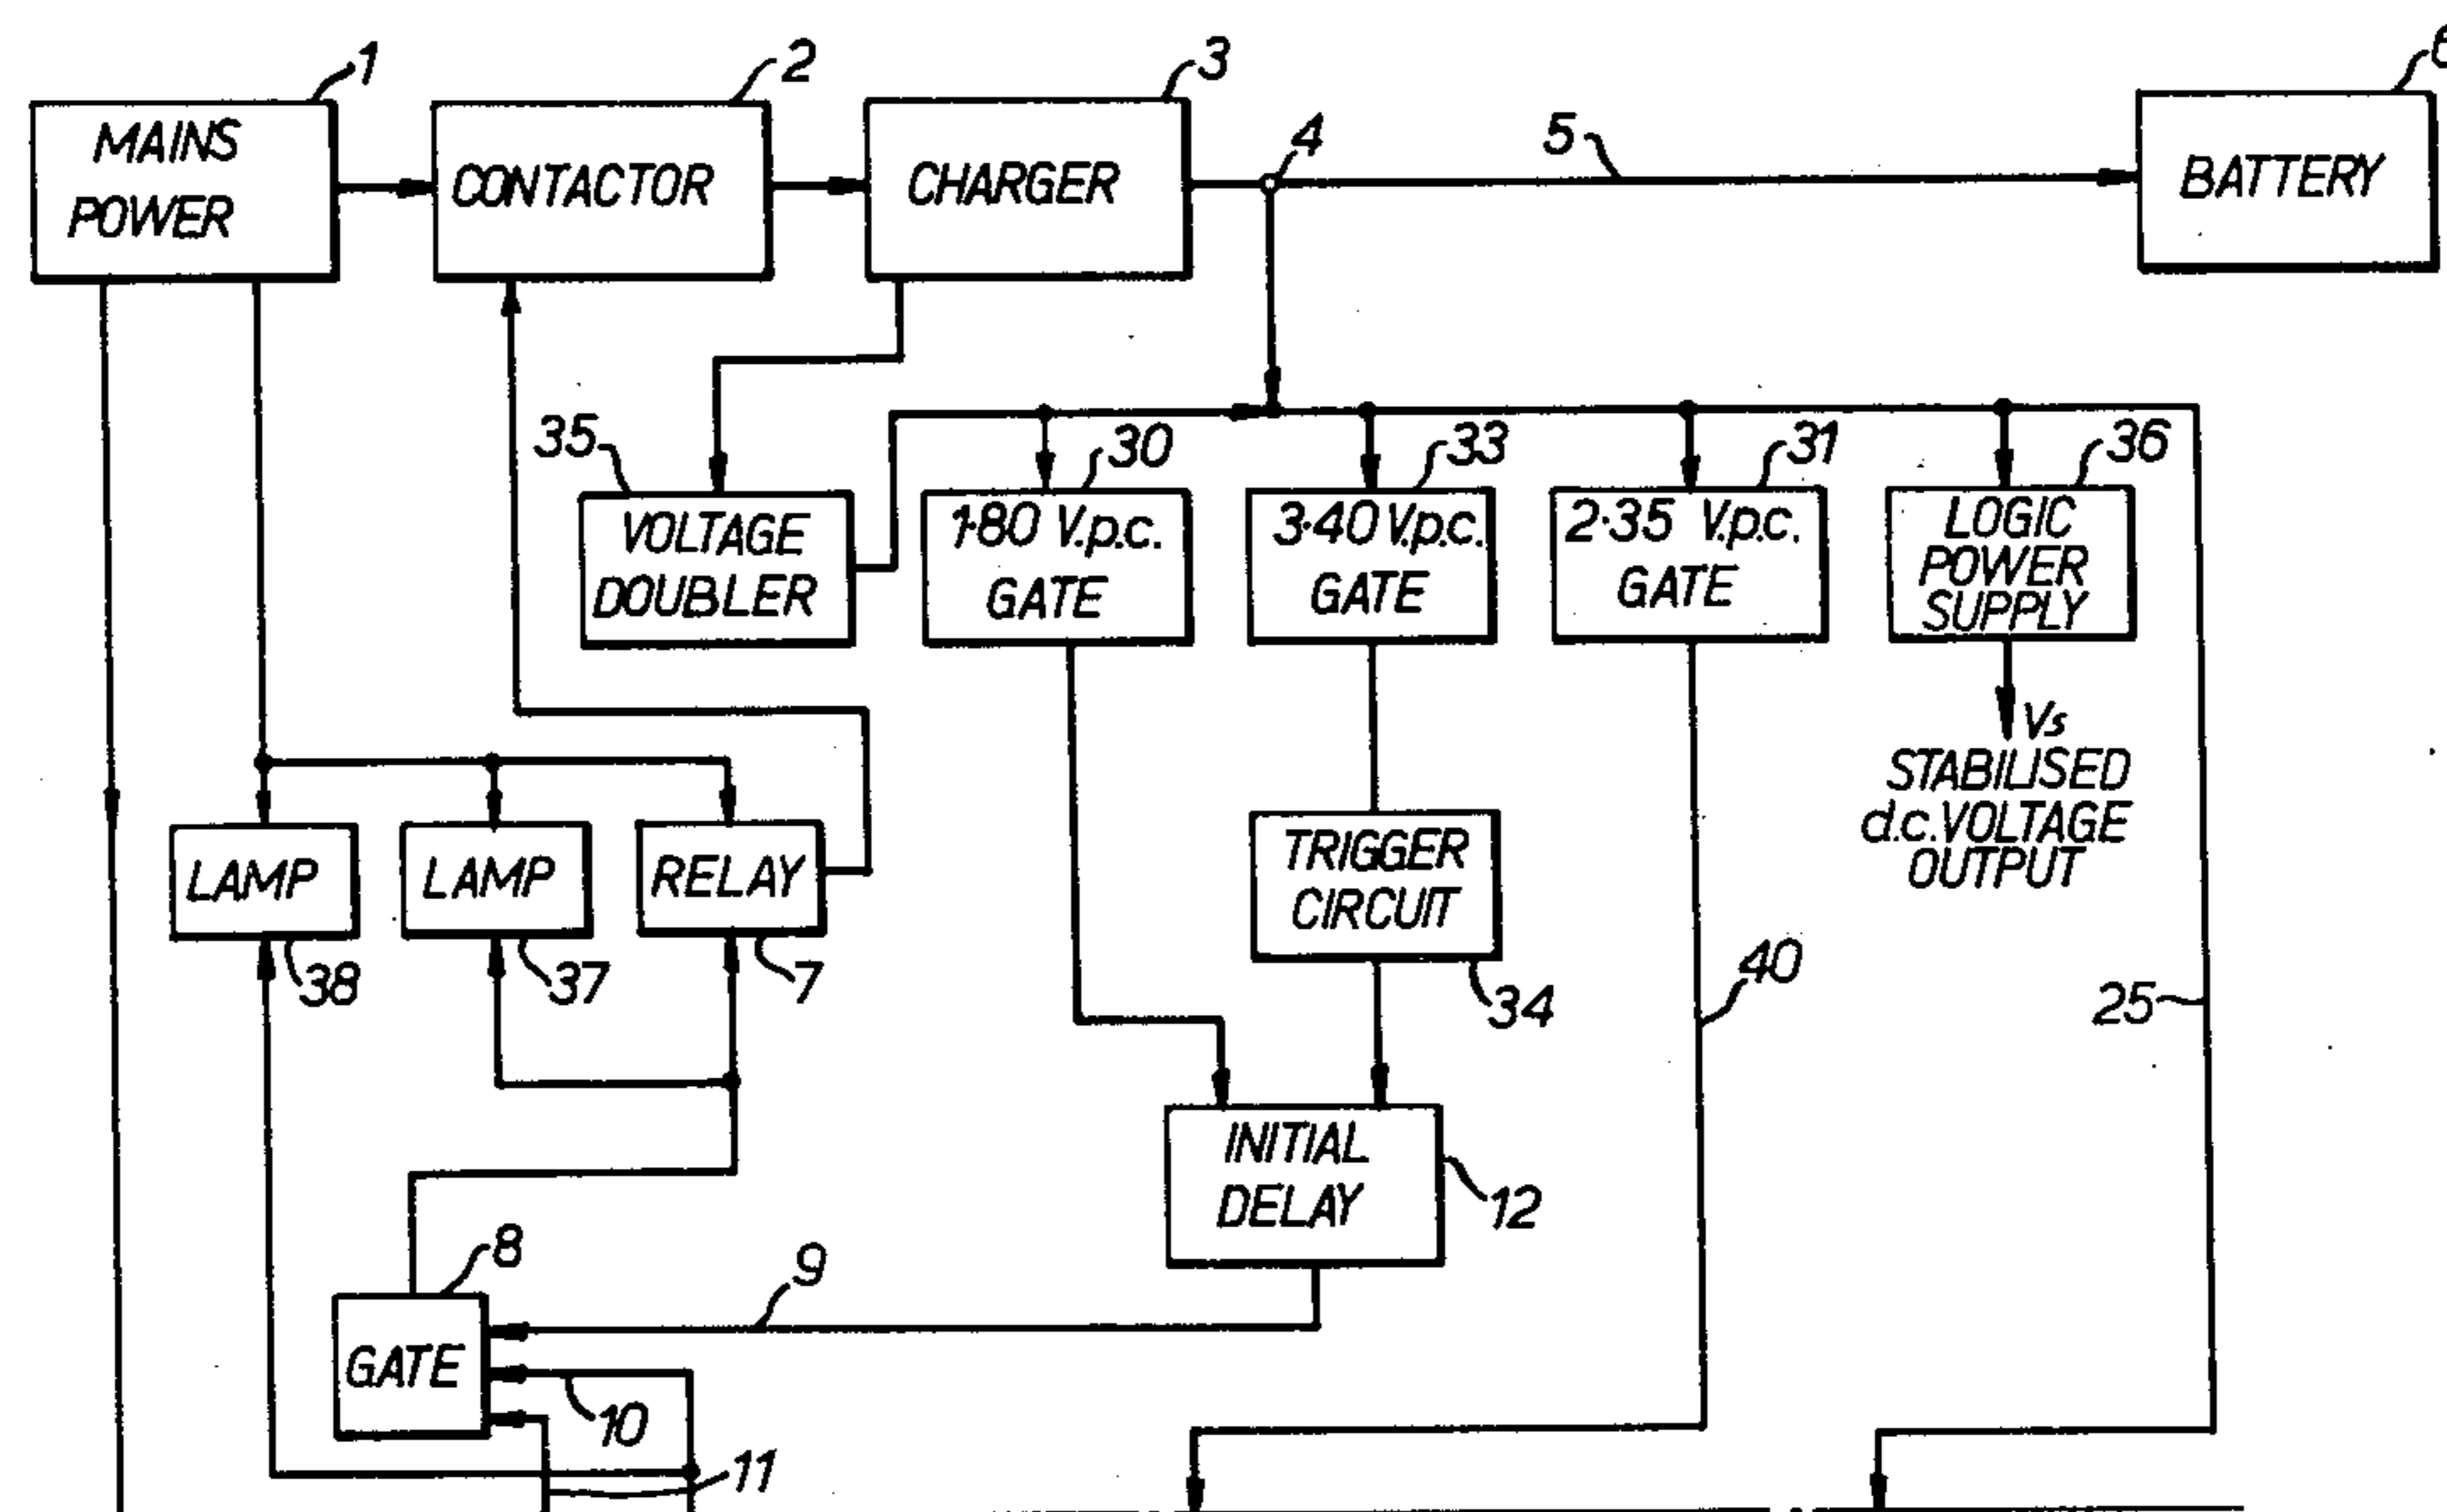 1
2
3
4
5
MAINS
POWER
CONTACTOR
CHARGER
BATTERY
35
30
33
31
36
VOLTAGE
DOUBLER
1·80 V.p.c.
GATE
3·40 V.p.c.
GATE
2·35 V.p.c.
GATE
LOGIC
POWER
SUPPLY
Vs
STABILISED
d.c. VOLTAGE
OUTPUT
LAMP
LAMP
RELAY
TRIGGER
CIRCUIT
38
37
7
34
40
25
INITIAL
DELAY
12
8
9
GATE
10
11